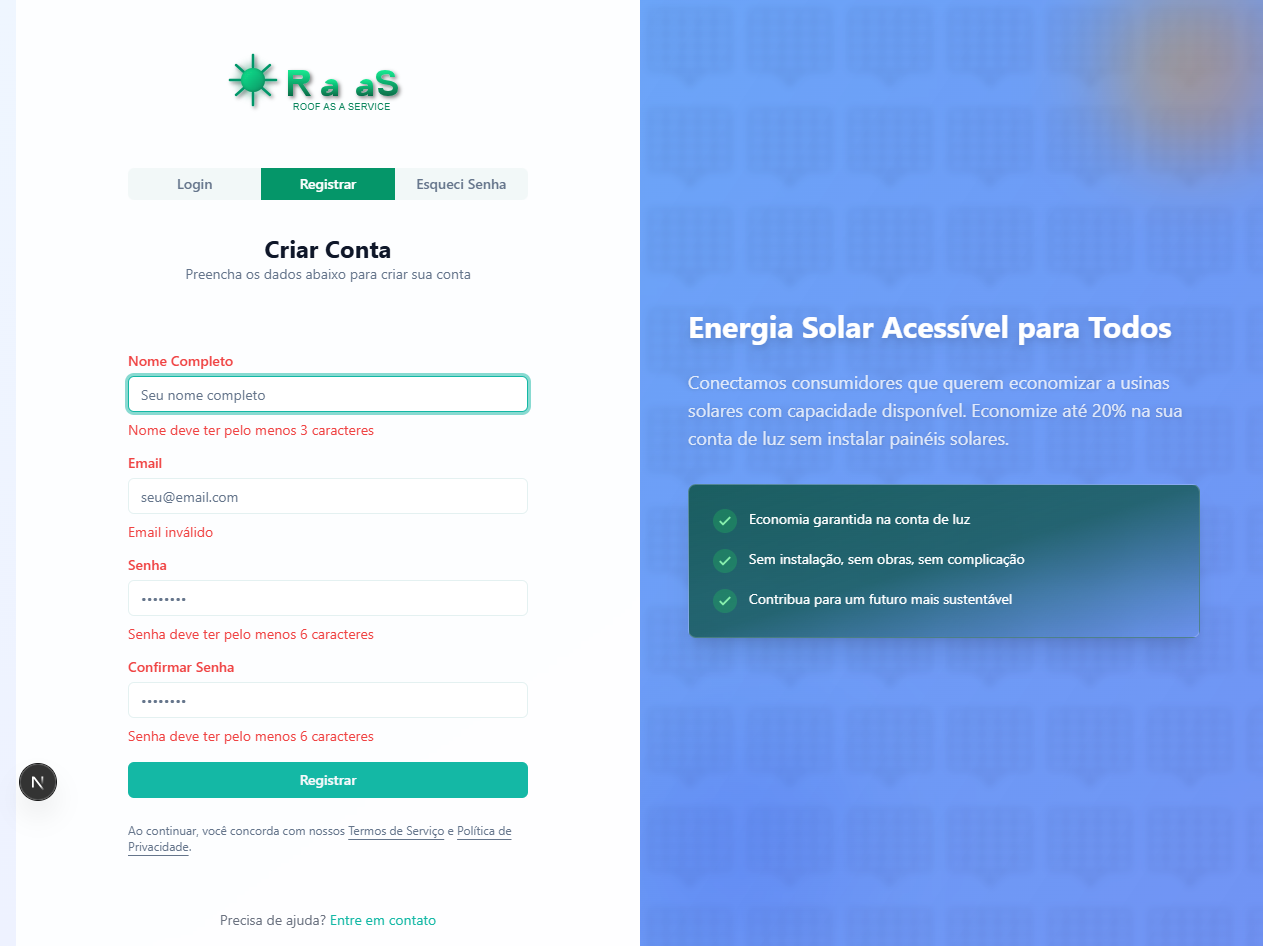 RaaS
ROOF AS A SERVICE
Login
Registrar
Esqueci Senha
Criar Conta
Preencha os dados abaixo para criar sua conta
Nome Completo
Seu nome completo
Nome deve ter pelo menos 3 caracteres
Email
seu@email.com
Email inválido
Senha
••••••••
Senha deve ter pelo menos 6 caracteres
Confirmar Senha
••••••••
Senha deve ter pelo menos 6 caracteres
Registrar
N
Ao continuar, você concorda com nossos Termos de Serviço e Política de
Privacidade.
Precisa de ajuda? Entre em contato
Energia Solar Acessível para Todos
Conectamos consumidores que querem economizar a usinas
solares com capacidade disponível. Economize até 20% na sua
conta de luz sem instalar painéis solares.
Economia garantida na conta de luz
Sem instalação, sem obras, sem complicação
Contribua para um futuro mais sustentável